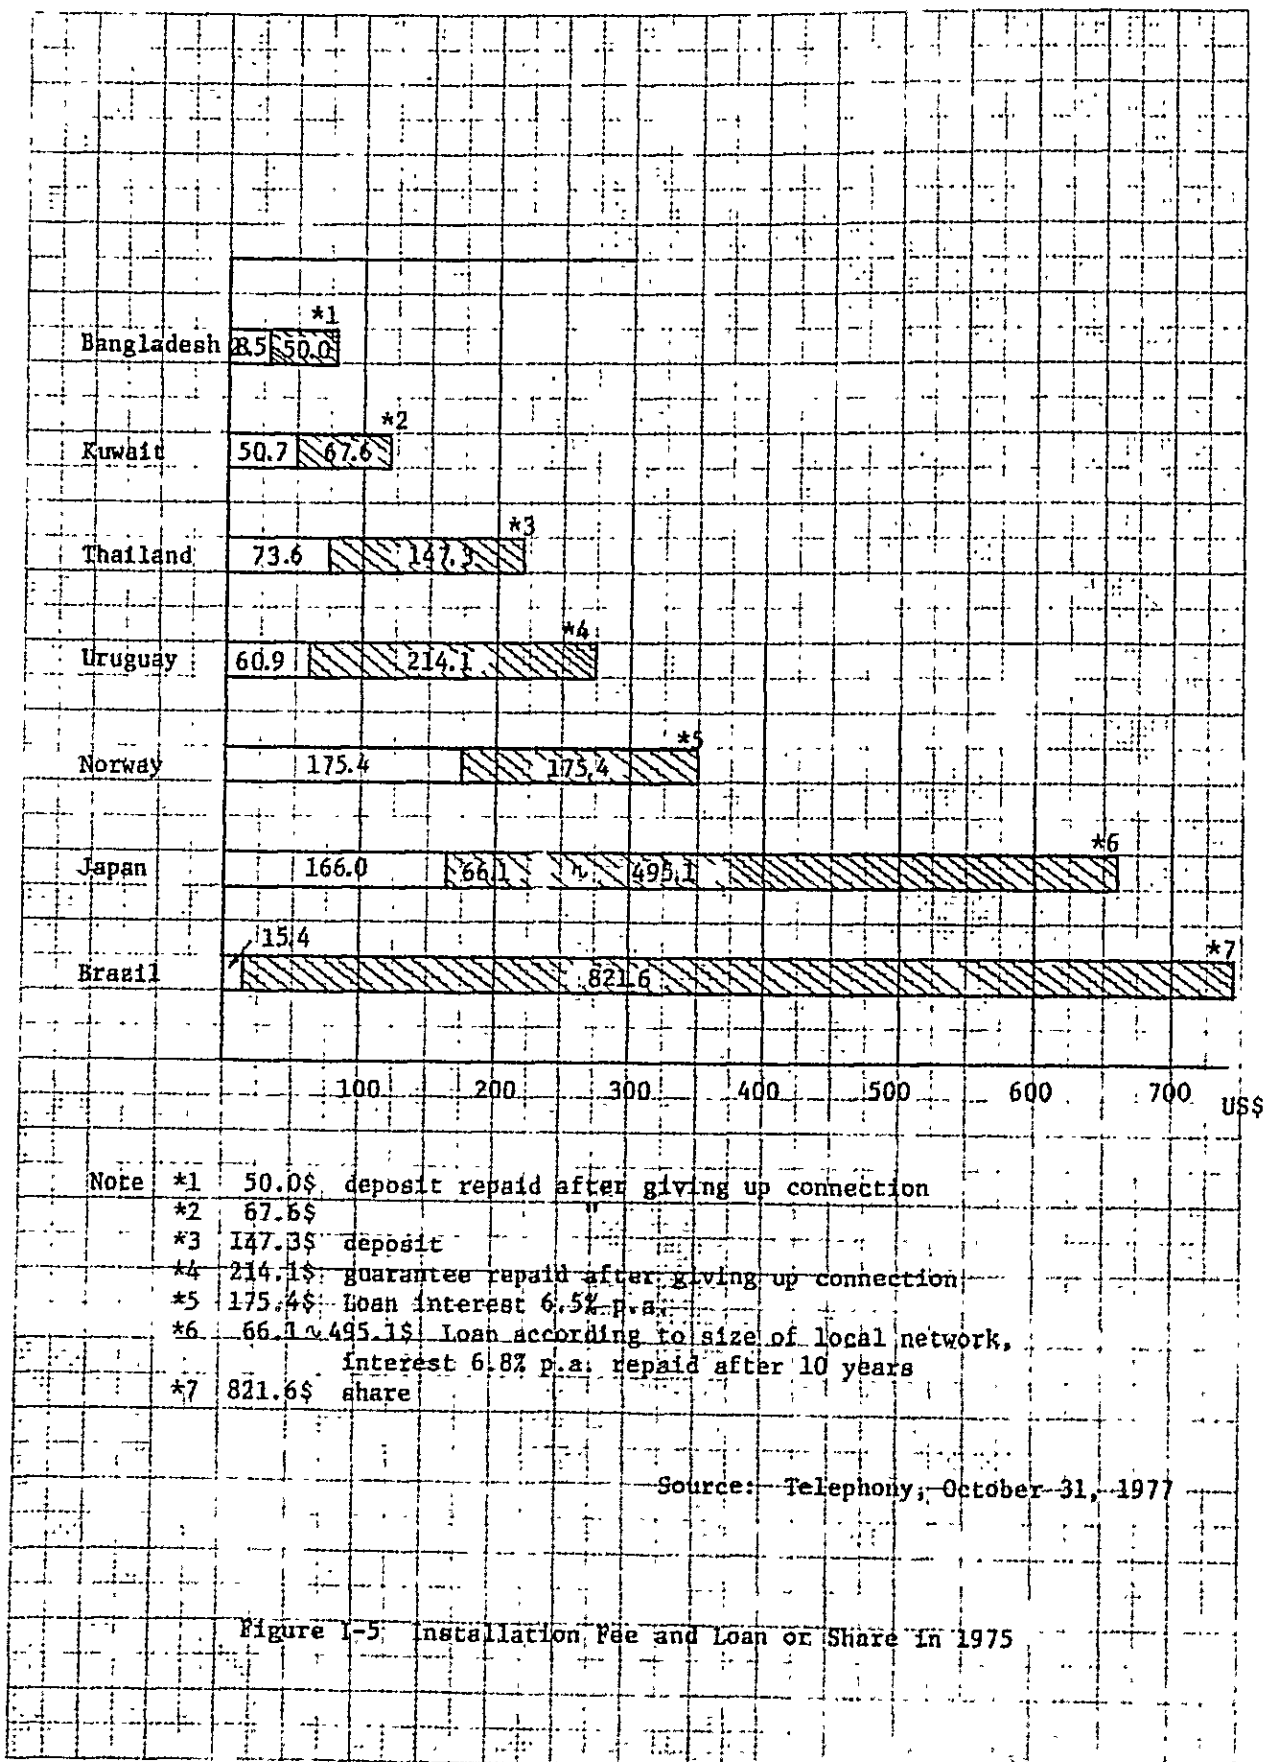 *1
Bangladesh 50.0
*2
Kuwait 50.7 67.6
*3
Thailand 73.6 147.3
*4
Uruguay 60.9 214.1
*5
Norway 175.4 175.4
*6
Japan 166.0 66.1 ~ 495.1
15.4
*7
Brazil 821.6
100 200 300 400 500 600 700 US$
Note *1 50.0$ deposit repaid after giving up connection
*2 67.6$ "
*3 147.3$ deposit
*4 214.1$ guarantee repaid after giving up connection
*5 175.4$ Loan interest 6.5% p.a.
*6 66.1~495.1$ Loan according to size of local network,
interest 6.8% p.a. repaid after 10 years
*7 821.6$ share
Source: Telephony, October 31, 1977
Figure I-5 Installation Fee and Loan or Share in 1975